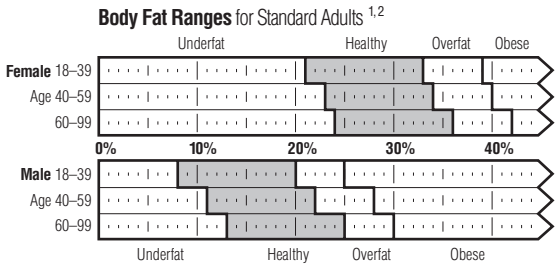 Body Fat Ranges for Standard Adults 1,2
Underfat Healthy Overfat Obese
Female 18–39
Age 40–59
60–99
0% 10% 20% 30% 40%
Male 18–39
Age 40–59
60–99
Underfat Healthy Overfat Obese